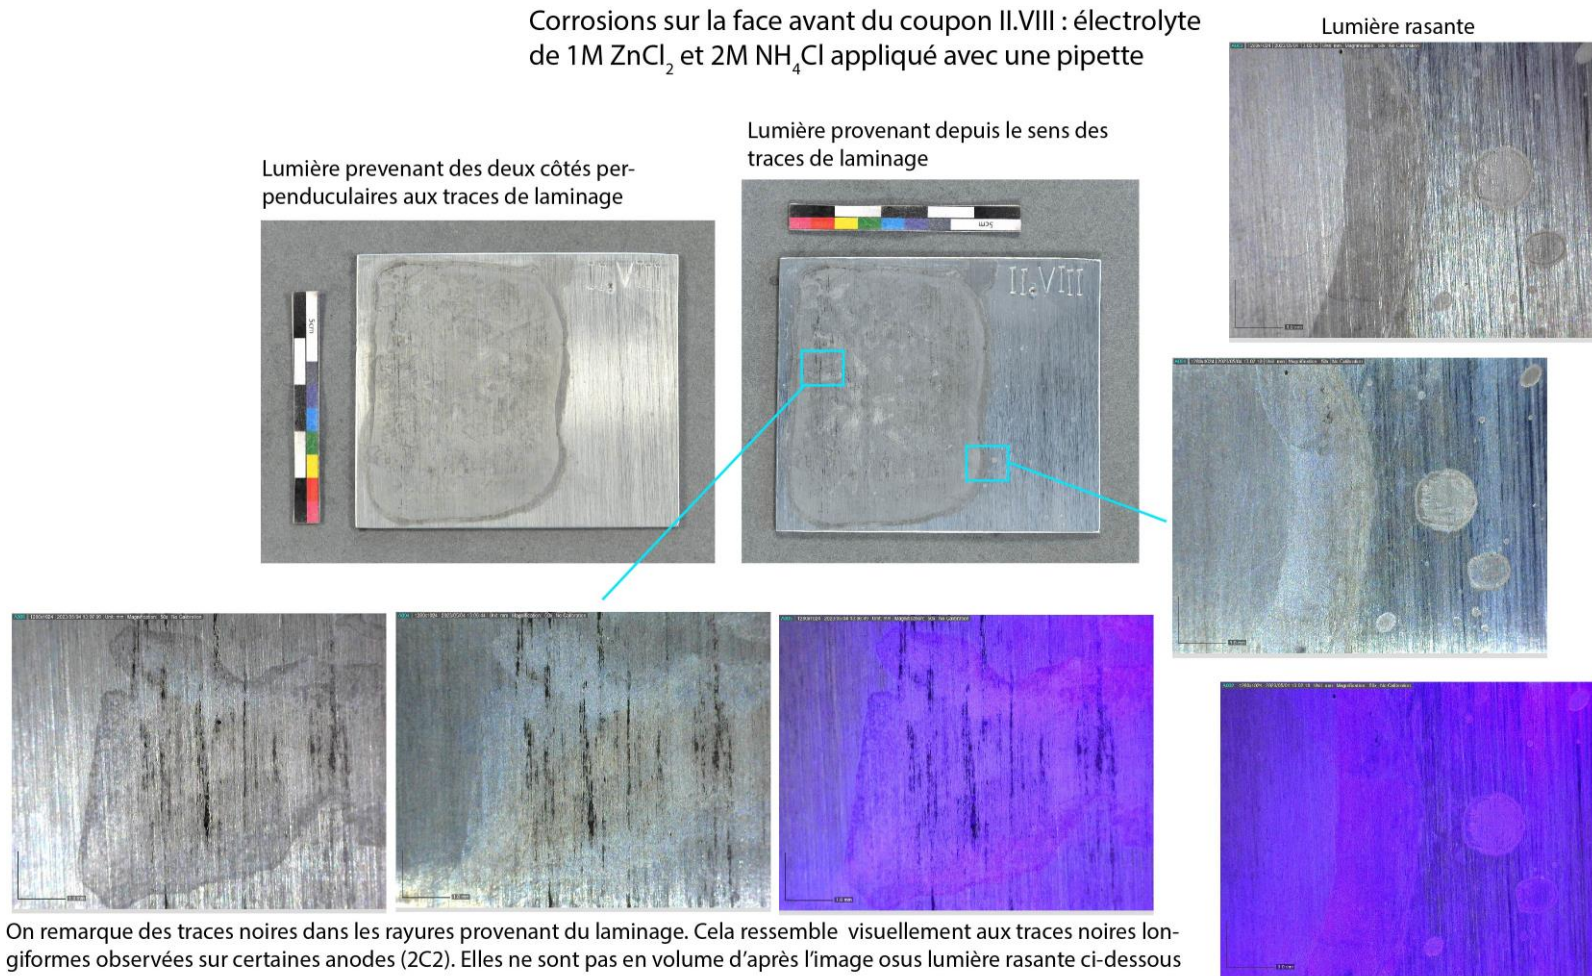 Corrosions sur la face avant du coupon II.VIII : électrolyte
de 1M ZnCl₂ et 2M NH₄Cl appliqué avec une pipette
Lumière rasante
Lumière prevenant des deux côtés per-
penduculaires aux traces de laminage
Lumière provenant depuis le sens des
traces de laminage
5cm
II.VIII
5cm
II.VIII
On remarque des traces noires dans les rayures provenant du laminage. Cela ressemble visuellement aux traces noires lon-
giformes observées sur certaines anodes (2C2). Elles ne sont pas en volume d'après l'image osus lumière rasante ci-dessous